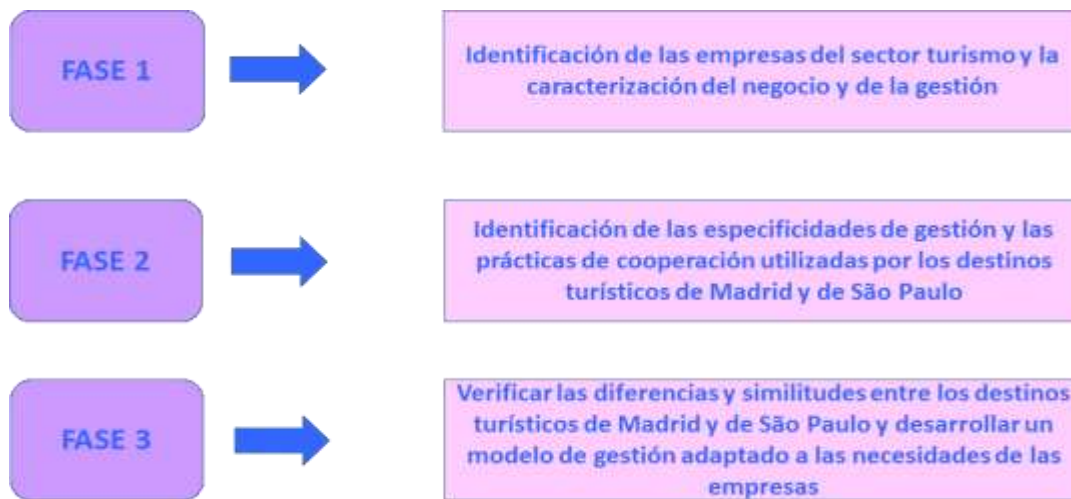 FASE 1
Identificación de las empresas del sector turismo y la
caracterización del negocio y de la gestión
FASE 2
Identificación de las especificidades de gestión y las
prácticas de cooperación utilizadas por los destinos
turísticos de Madrid y de São Paulo
FASE 3
Verificar las diferencias y similitudes entre los destinos
turísticos de Madrid y de São Paulo y desarrollar un
modelo de gestión adaptado a las necesidades de las
empresas